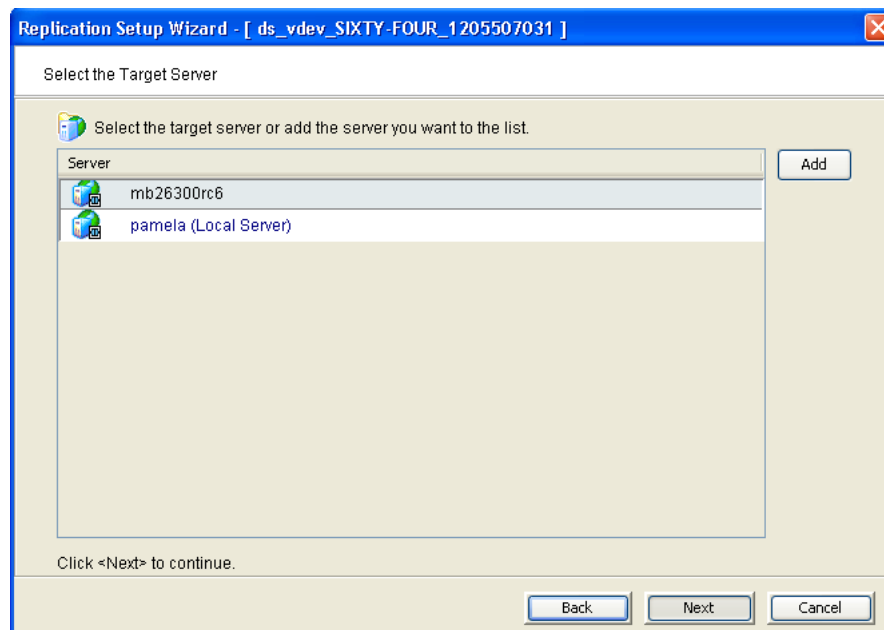 Replication Setup Wizard - [ ds_vdev_SIXTY-FOUR_1205507031 ]
Select the Target Server
Select the target server or add the server you want to the list.
Server
Add
mb26300rc6
pamela (Local Server)
Click <Next> to continue.
Back Next Cancel